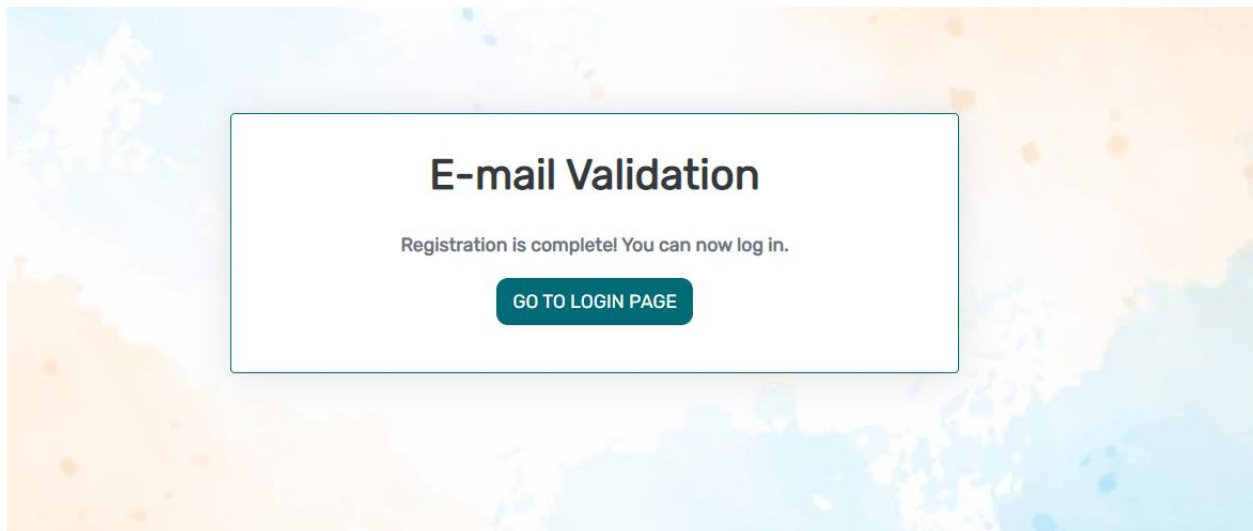 E-mail Validation
Registration is complete! You can now log in.
GO TO LOGIN PAGE